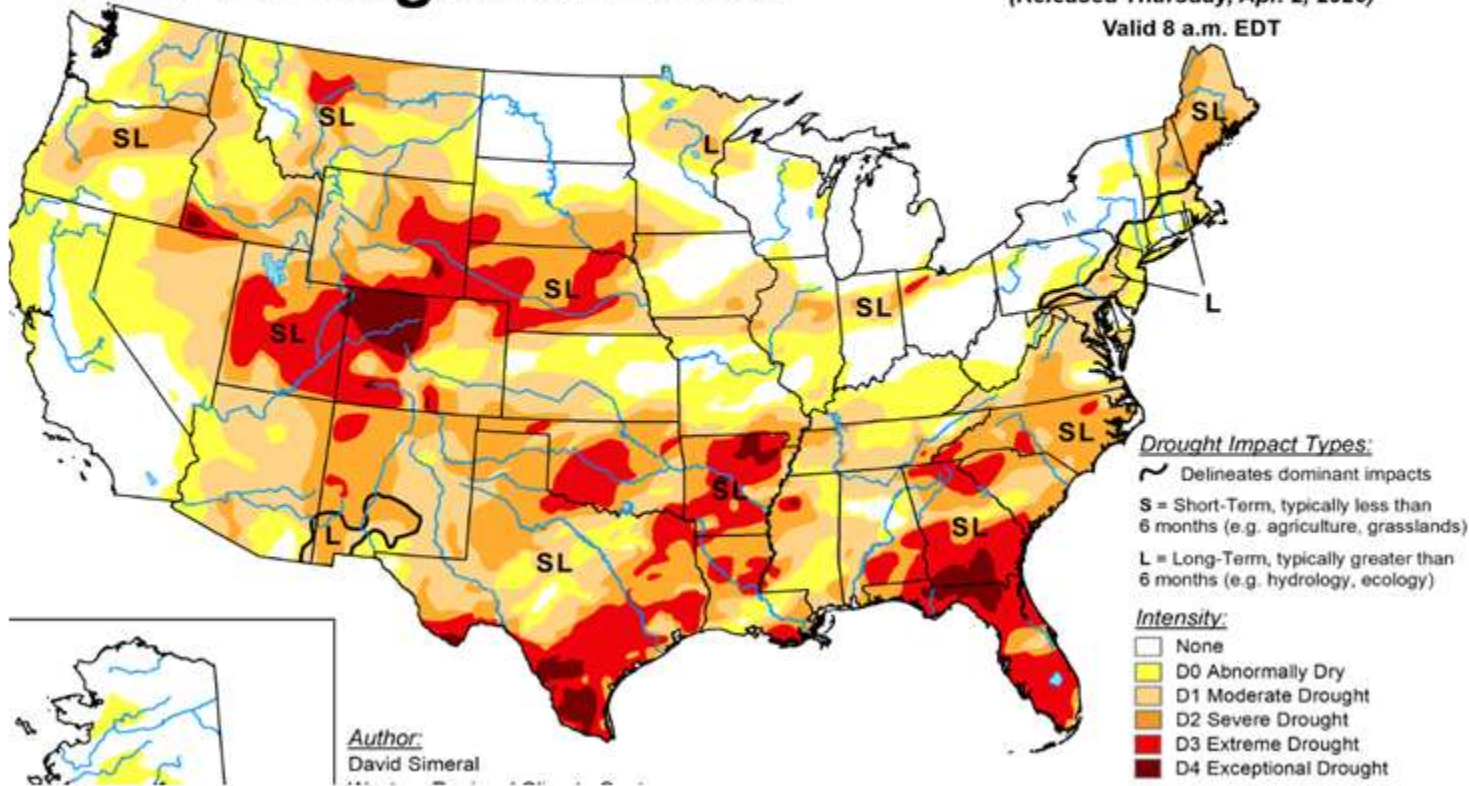 Valid 8 a.m. EDT
SL
SL
SL
L
SL
SL
SL
SL
L
SL
SL
SL
L
SL
SL
Drought Impact Types:
Delineates dominant impacts
S = Short-Term, typically less than
6 months (e.g. agriculture, grasslands)
L = Long-Term, typically greater than
6 months (e.g. hydrology, ecology)
Intensity:
None
D0 Abnormally Dry
D1 Moderate Drought
D2 Severe Drought
D3 Extreme Drought
D4 Exceptional Drought
Author:
David Simeral